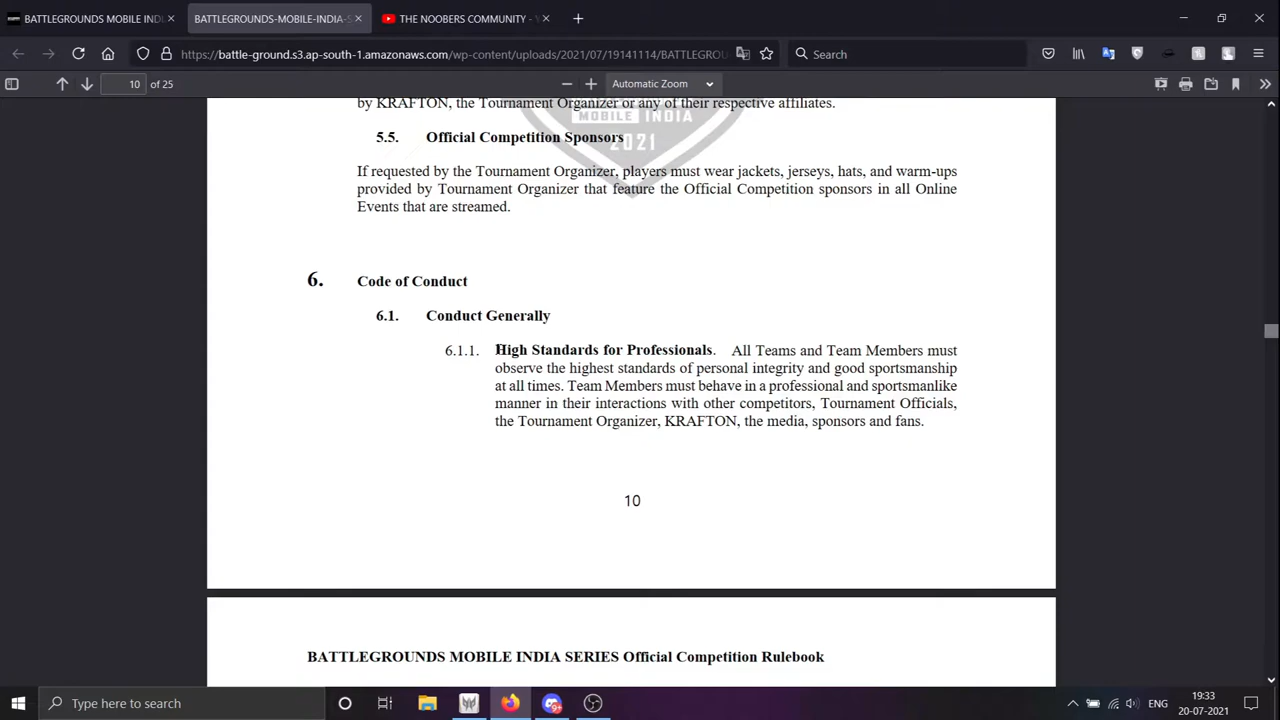 BATTLEGROUNDS MOBILE INDI
BATTLEGROUNDS-MOBILE-INDIA-S
THE NOOBERS COMMUNITY -
https://battle-ground.s3.ap-south-1.amazonaws.com/wp-content/uploads/2021/07/19141114/BATTLEGROU
Search
10 of 25
Automatic Zoom
by KRAFTON, the Tournament Organizer or any of their respective affiliates.
MOBILE INDIA
2021
5.5. Official Competition Sponsors
If requested by the Tournament Organizer, players must wear jackets, jerseys, hats, and warm-ups
provided by Tournament Organizer that feature the Official Competition sponsors in all Online
Events that are streamed.
6. Code of Conduct
6.1. Conduct Generally
6.1.1. High Standards for Professionals. All Teams and Team Members must
observe the highest standards of personal integrity and good sportsmanship
at all times. Team Members must behave in a professional and sportsmanlike
manner in their interactions with other competitors, Tournament Officials,
the Tournament Organizer, KRAFTON, the media, sponsors and fans.
10
BATTLEGROUNDS MOBILE INDIA SERIES Official Competition Rulebook
Type here to search
ENG
19:33
20-07-2021